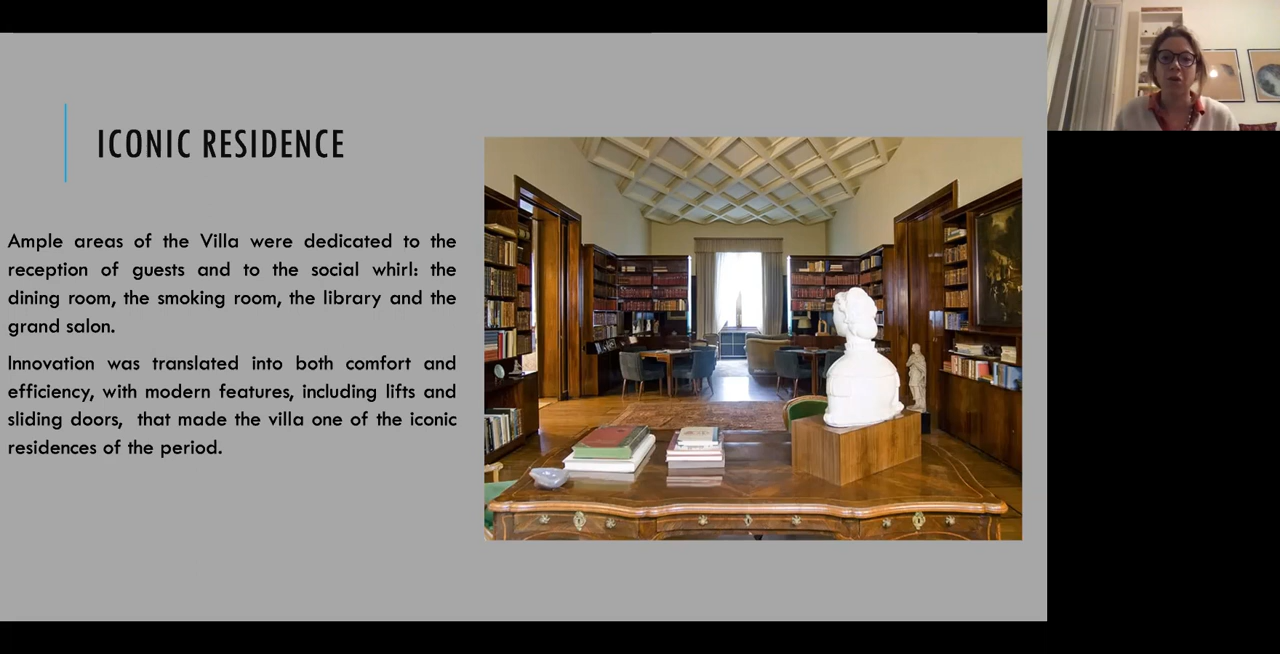 ICONIC RESIDENCE
Ample areas of the Villa were dedicated to the
reception of guests and to the social whirl: the
dining room, the smoking room, the library and the
grand salon.
Innovation was translated into both comfort and
efficiency, with modern features, including lifts and
sliding doors, that made the villa one of the iconic
residences of the period.